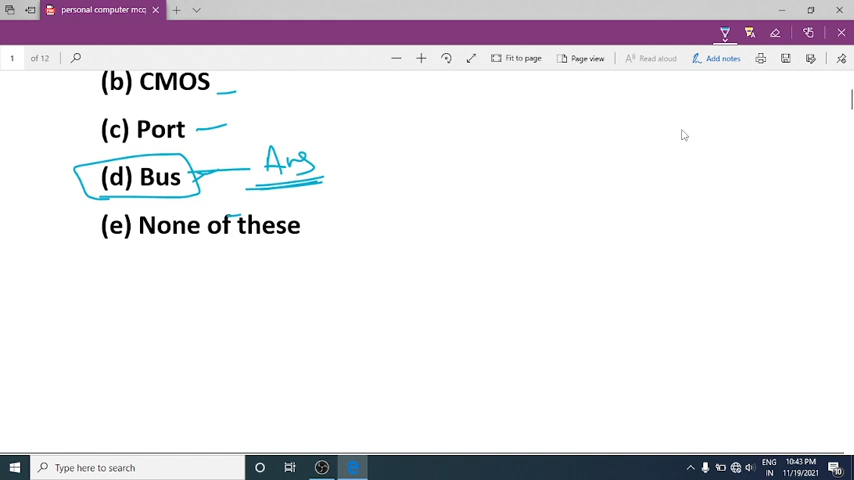 personal computer mcq
1 of 12
Fit to page
Page view
Read aloud
Add notes
(b) CMOS
(c) Port
(d) Bus Ans
(e) None of these
Type here to search
ENG
IN
10:43 PM
11/19/2021
10